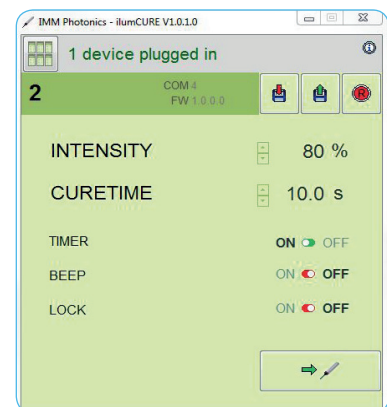 IMM Photonics - ilumCURE V1.0.1.0
1 device plugged in
2
COM 4
FW 1.0.0.0
R
INTENSITY 80 %
CURETIME 10.0 s
TIMER ON OFF
BEEP ON OFF
LOCK ON OFF